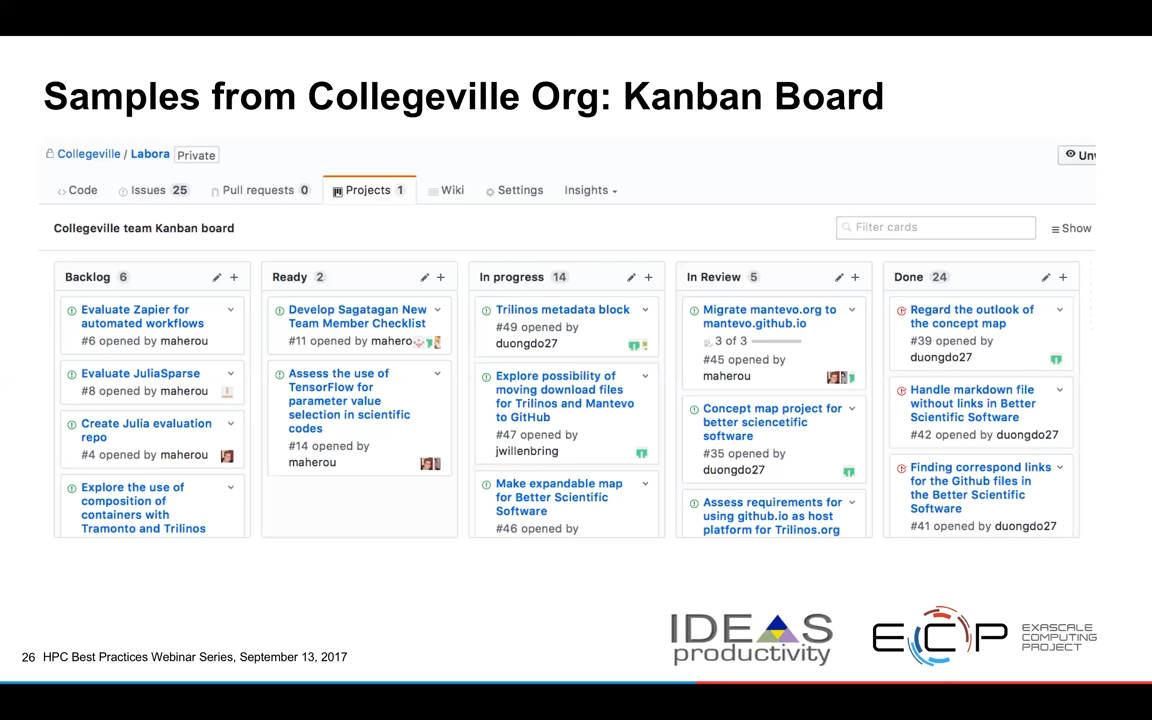 Samples from Collegeville Org: Kanban Board
Collegeville / Labora Private
Unw
Code Issues 25 Pull requests 0 Projects 1 Wiki Settings Insights
Collegeville team Kanban board
Filter cards
Show
Backlog 6
Evaluate Zapier for
automated workflows
#6 opened by maherou
Evaluate JuliaSparse
#8 opened by maherou
Create Julia evaluation
repo
#4 opened by maherou
Explore the use of
composition of
containers with
Tramonto and Trilinos
Ready 2
Develop Sagatagan New
Team Member Checklist
#11 opened by mahero
Assess the use of
TensorFlow for
parameter value
selection in scientific
codes
#14 opened by
maherou
In progress 14
Trilinos metadata block
#49 opened by
duongdo27
Explore possibility of
moving download files
for Trilinos and Mantevo
to GitHub
#47 opened by
jwillenbring
Make expandable map
for Better Scientific
Software
#46 opened by
In Review 5
Migrate mantevo.org to
mantevo.github.io
3 of 3
#45 opened by
maherou
Concept map project for
better sciencetific
software
#35 opened by
duongdo27
Assess requirements for
using github.io as host
platform for Trilinos.org
Done 24
Regard the outlook of
the concept map
#39 opened by
duongdo27
Handle markdown file
without links in Better
Scientific Software
#42 opened by duongdo27
Finding correspond links
for the Github files in
the Better Scientific
Software
#41 opened by duongdo27
26 HPC Best Practices Webinar Series, September 13, 2017
IDEAS
productivity
ECP
EXASCALE
COMPUTING
PROJECT